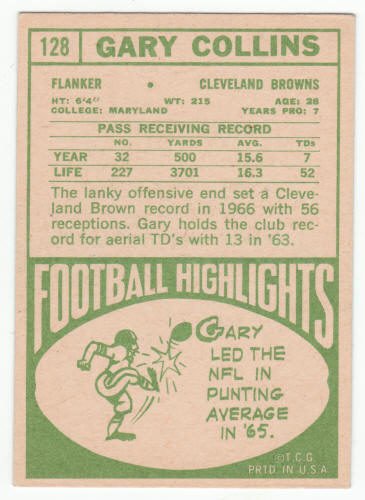 128 GARY COLLINS
FLANKER • CLEVELAND BROWNS
HT: 6'4" WT: 215 AGE: 28
COLLEGE: MARYLAND YEARS PRO: 7
PASS RECEIVING RECORD
NO. YARDS AVG. TDs
YEAR 32 500 15.6 7
LIFE 227 3701 16.3 52
The lanky offensive end set a Cleve-
land Brown record in 1966 with 56
receptions. Gary holds the club rec-
ord for aerial TD's with 13 in '63.
FOOTBALL HIGHLIGHTS
GARY
LED THE
NFL IN
PUNTING
AVERAGE
IN '65.
© T.C.G.
PRTD. IN U.S.A.